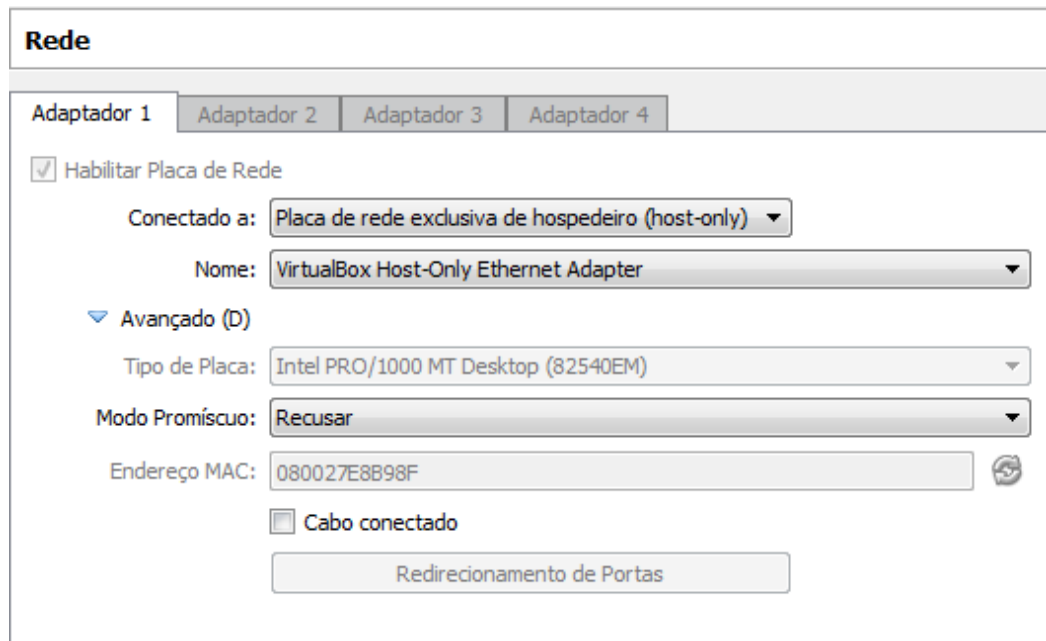 Rede
Adaptador 1 Adaptador 2 Adaptador 3 Adaptador 4
Habilitar Placa de Rede
Conectado a: Placa de rede exclusiva de hospedeiro (host-only)
Nome: VirtualBox Host-Only Ethernet Adapter
Avançado (D)
Tipo de Placa: Intel PRO/1000 MT Desktop (82540EM)
Modo Promíscuo: Recusar
Endereço MAC: 080027E8B98F
Cabo conectado
Redirecionamento de Portas